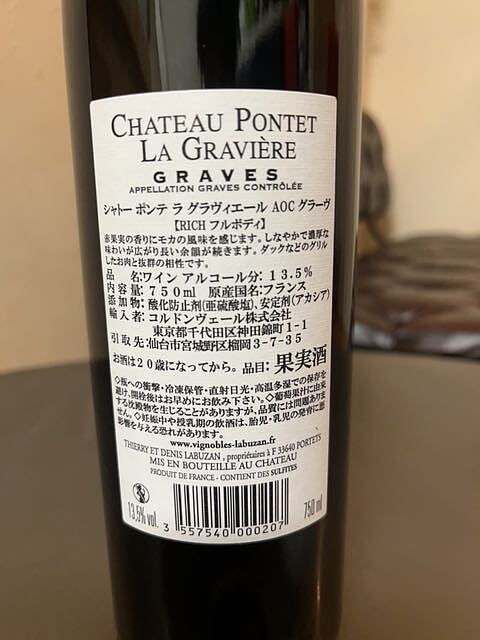 CHATEAU PONTET
LA GRAVIÈRE
GRAVES
APPELLATION GRAVES CONTRÔLÉE
シャトー ポンテ ラ グラヴィエール AOC グラーヴ
【RICH フルボディ】
赤果実の香りにモカの風味を感じます。しなやかで濃厚な
味わいが広がり長い余韻が続きます。ダックなどのグリル
したお肉と抜群の相性です。
品 名:ワイン アルコール分:13.5%
内容量:750ml 原産国名:フランス
添加物:酸化防止剤(亜硫酸塩)、安定剤(アカシア)
輸入者:コルドンヴェール株式会社
東京都千代田区神田錦町1-1
引取先:仙台市宮城野区榴岡3-7-35
お酒は20歳になってから。品目:果実酒
◇瓶への衝撃・冷凍保管・直射日光・高温多湿での保存を
避け、開栓後はお早めにお飲み下さい。◇葡萄果汁に由来
する沈殿物を生じることがありますが、品質には問題ありま
せん。◇妊娠中や授乳期の飲酒は、胎児・乳児の発育に悪
影響を与える恐れがあります。
www.vignobles-labuzan.com
THIERRY ET DENIS LABUZAN, propriétaires à F 33640 PORTETS
MIS EN BOUTEILLE AU CHATEAU
PRODUIT DE FRANCE - CONTIENT DES SULFITES
13,5% vol.
750 ml
3 557540 000207